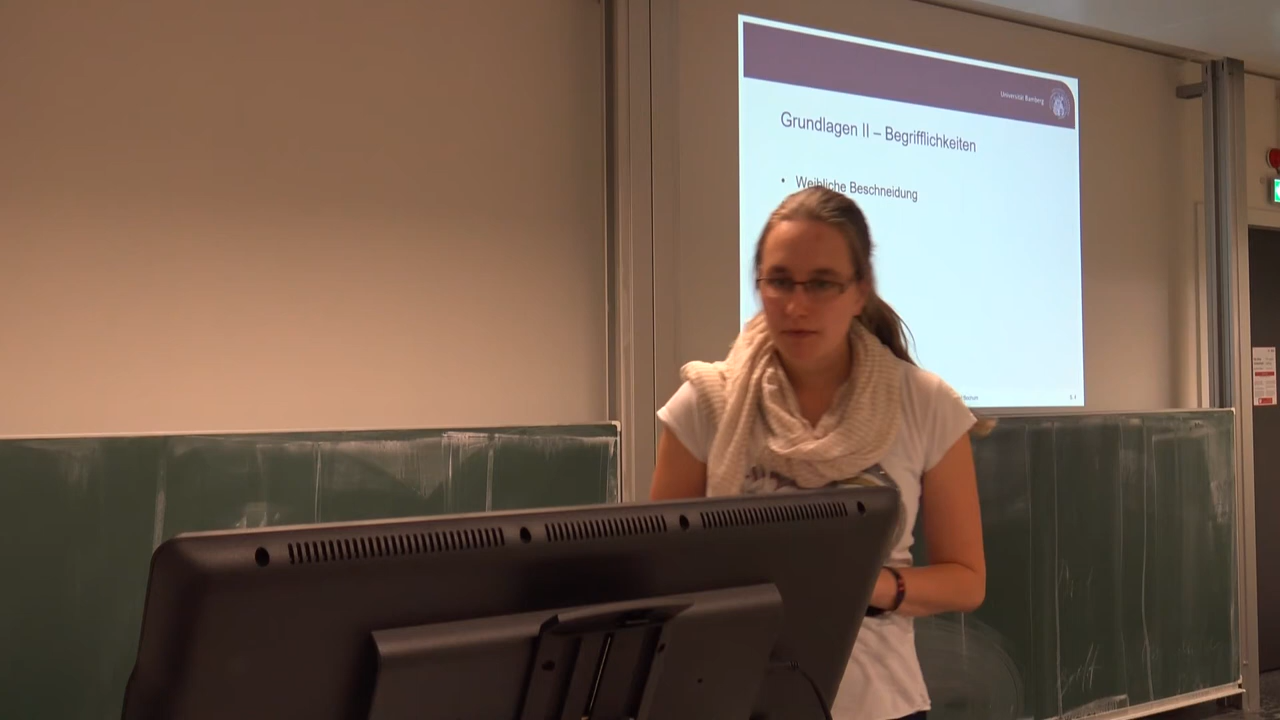 Universität Bamberg
Grundlagen II – Begrifflichkeiten
• Weibliche Beschneidung